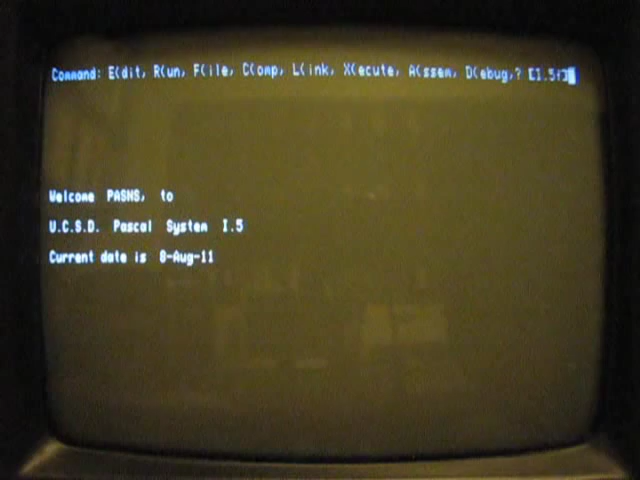 Command: E(dit, R(un, F(ile, C(omp, L(ink, X(ecute, A(ssem, D(ebug,? [I.5f]
Welcome PASNS, to
U.C.S.D. Pascal System I.5
Current date is 8-Aug-11